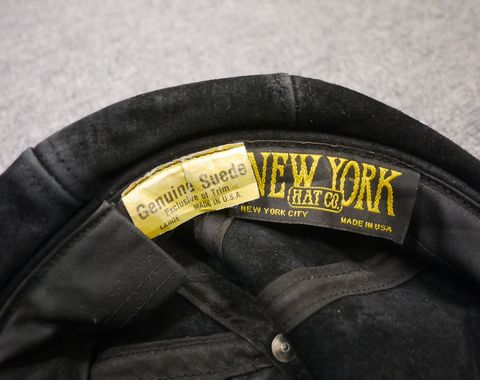 Genuine Suede
Exclusive of Trim
LARGE MADE IN U.S.A.
NEW YORK
HAT CO.
NEW YORK CITY MADE IN USA